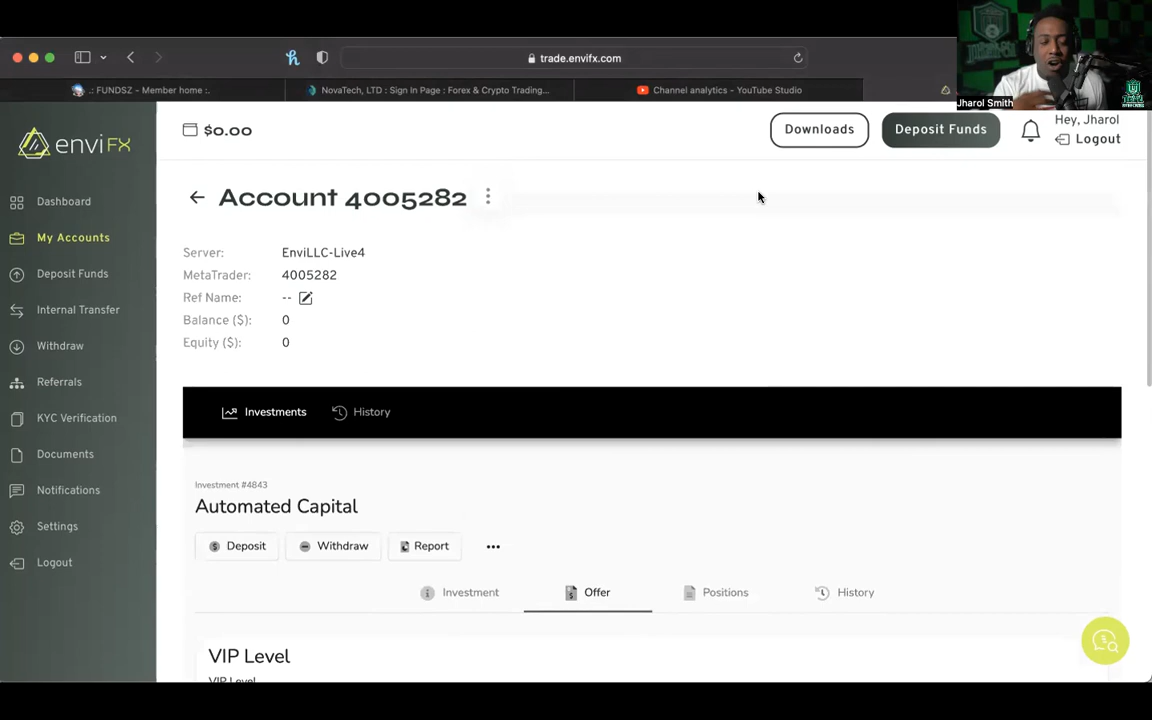 trade.envifx.com
.: FUNDSZ - Member home :.
NovaTech, LTD : Sign In Page : Forex & Crypto Trading...
Channel analytics - YouTube Studio
Jharol Smith
envi FX
$0.00
Downloads
Deposit Funds
Hey, Jharol
Logout
Dashboard
My Accounts
Deposit Funds
Internal Transfer
Withdraw
Referrals
KYC Verification
Documents
Notifications
Settings
Logout
Account 4005282
Server: EnviLLC-Live4
MetaTrader: 4005282
Ref Name: --
Balance ($): 0
Equity ($): 0
Investments
History
Investment #4843
Automated Capital
Deposit
Withdraw
Report
Investment
Offer
Positions
History
VIP Level
VIP Level